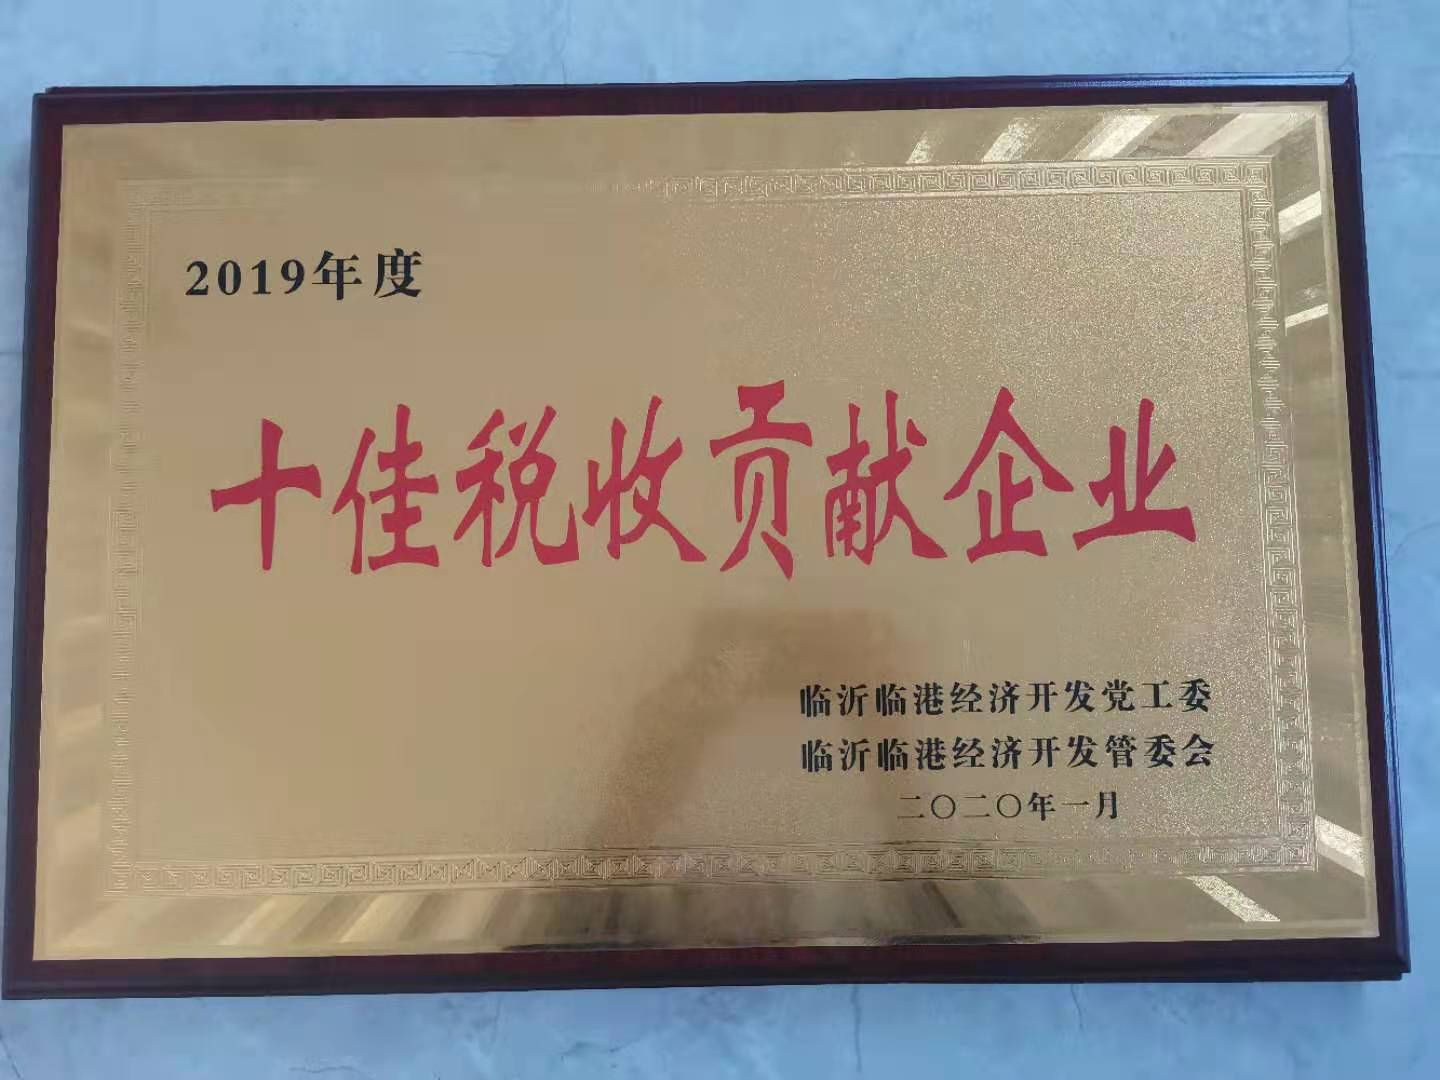 2019年度
十佳税收贡献企业
临沂临港经济开发党工委
临沂临港经济开发管委会
二〇二〇年一月